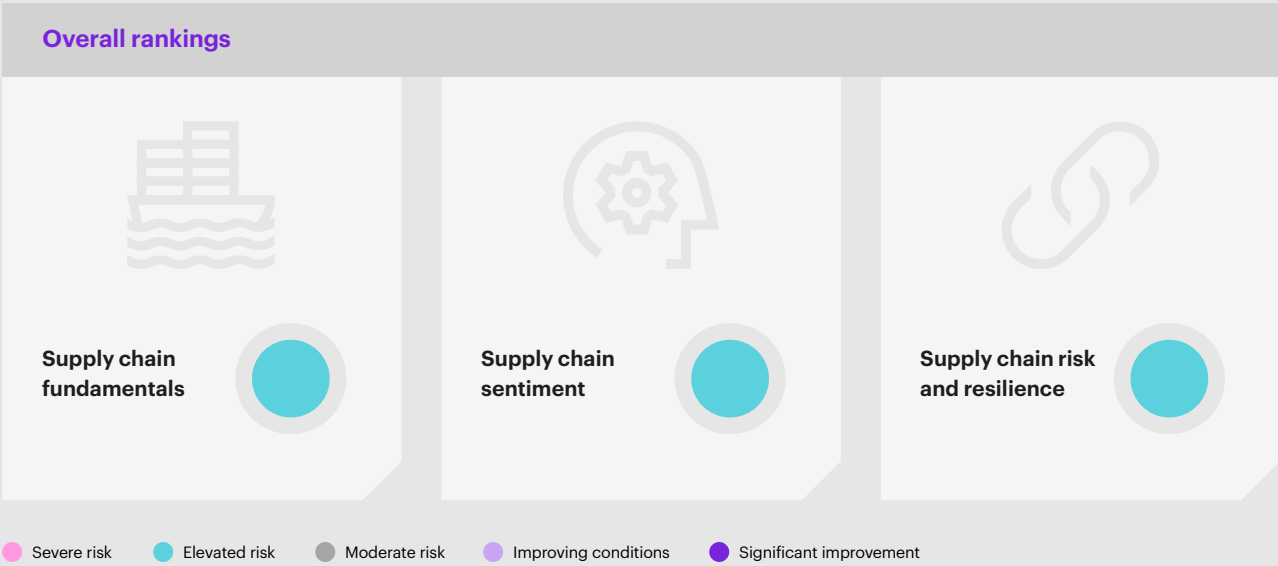 Overall rankings
Supply chain
fundamentals
Supply chain
sentiment
Supply chain risk
and resilience
Severe risk
Elevated risk
Moderate risk
Improving conditions
Significant improvement